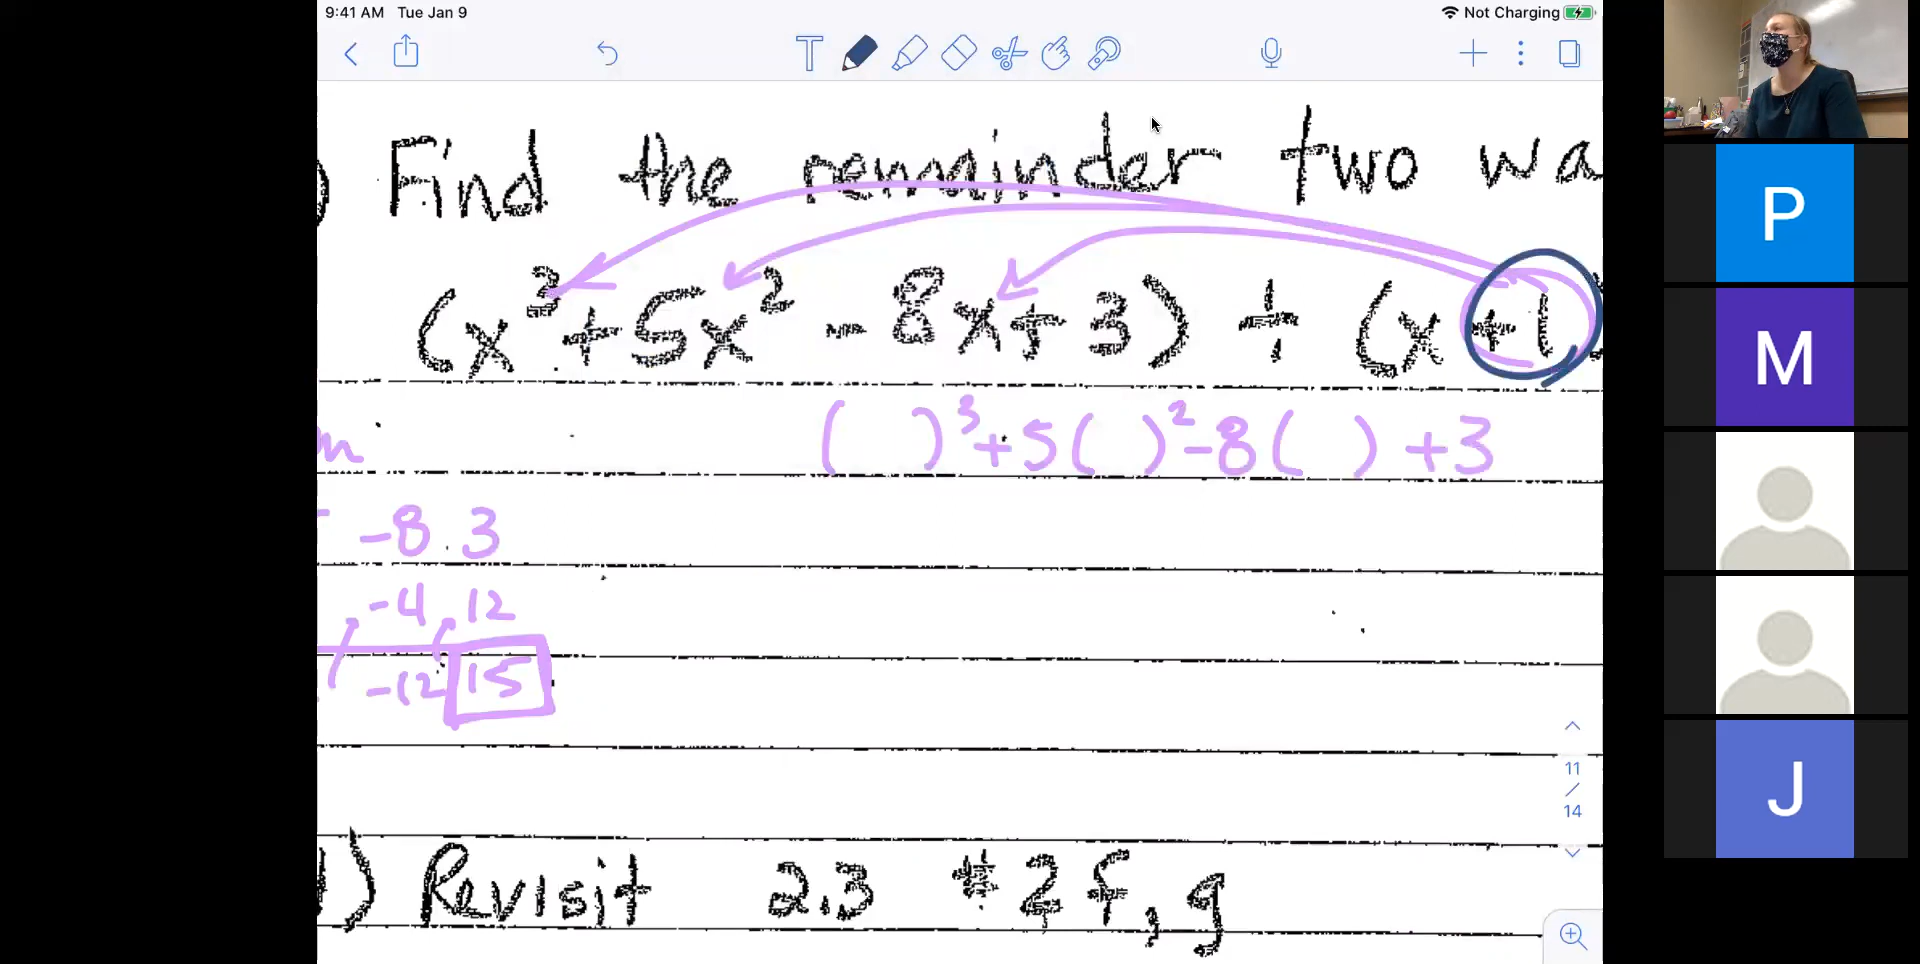 9:41 AM Tue Jan 9
Not Charging
Find the remainder two wa
(x³+5x² -8x+3) ÷ (x+1
( )³+5( )²-8( )+3
m
-8 3
-4 12
-12 15
Revisit 2.3 #2f,g
11
/
14
P
M
J